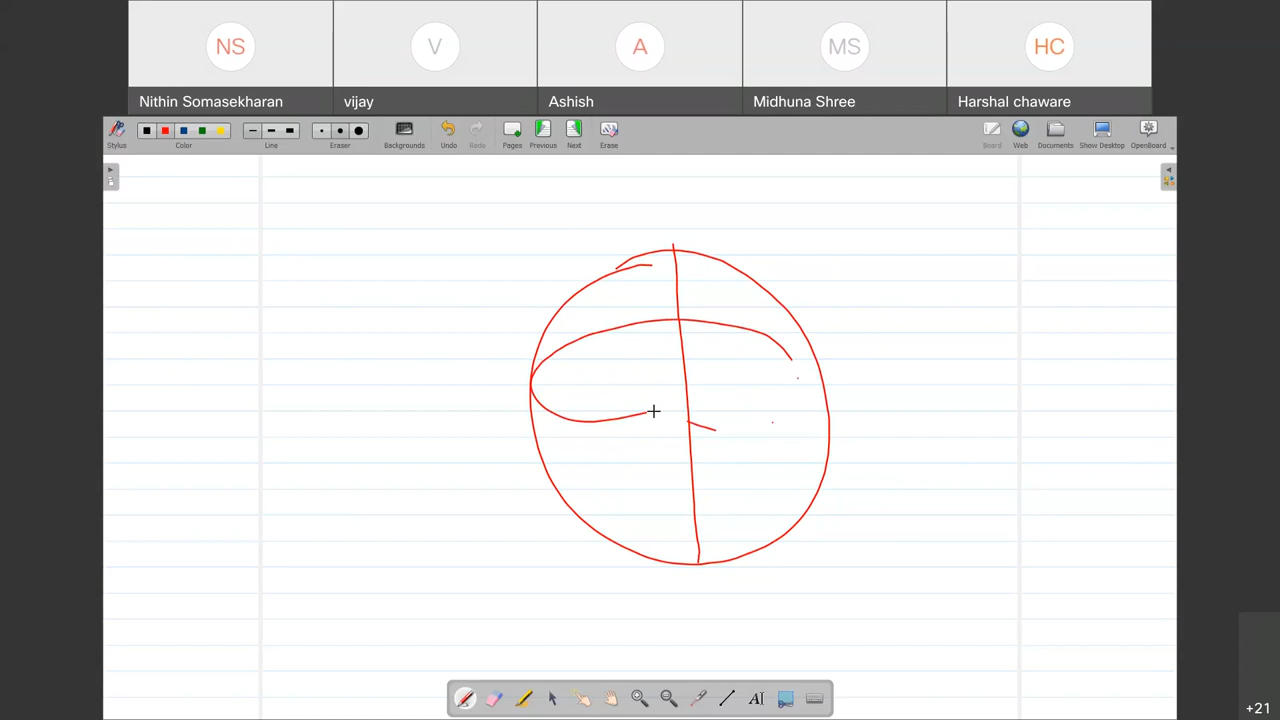 NS V A MS HC
Nithin Somasekharan vijay Ashish Midhuna Shree Harshal chaware
Stylus Color Line Eraser Backgrounds Undo Redo Pages Previous Next Erase Board Web Documents Show Desktop OpenBoard
AI
+21